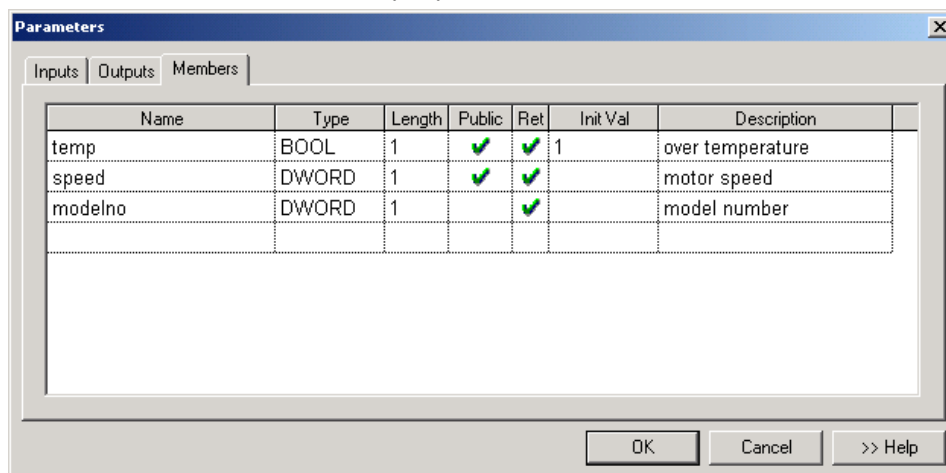 Parameters
Inputs Outputs Members
Name Type Length Public Ret Init Val Description
temp BOOL 1 1 over temperature
speed DWORD 1 motor speed
modelno DWORD 1 model number
OK Cancel >> Help